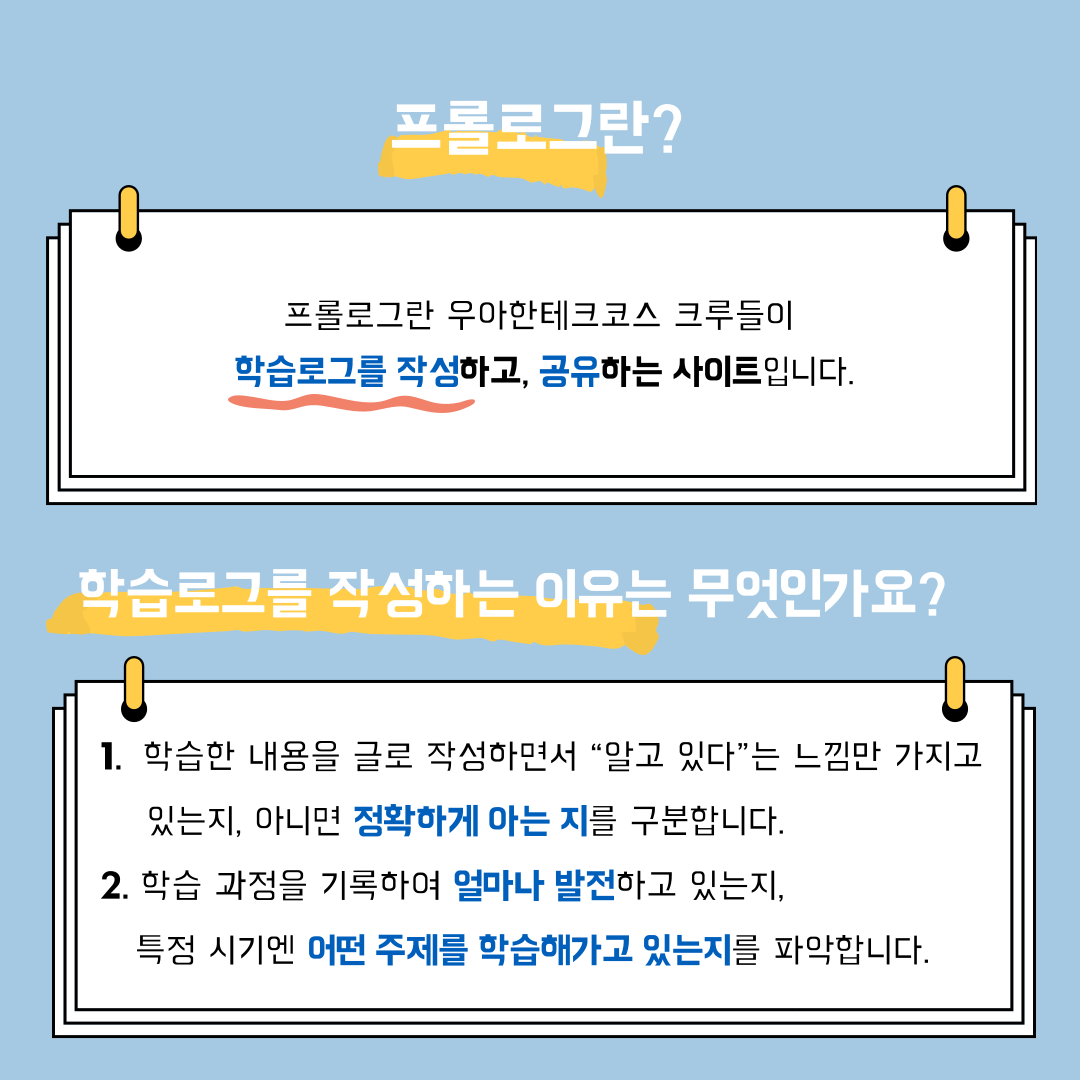 프롤로그란?
프롤로그란 우아한테크코스 크루들이
학습로그를 작성하고, 공유하는 사이트입니다.
학습로그를 작성하는 이유는 무엇인가요?
1. 학습한 내용을 글로 작성하면서 “알고 있다”는 느낌만 가지고
있는지, 아니면 정확하게 아는 지를 구분합니다.
2. 학습 과정을 기록하여 얼마나 발전하고 있는지,
특정 시기엔 어떤 주제를 학습해가고 있는지를 파악합니다.